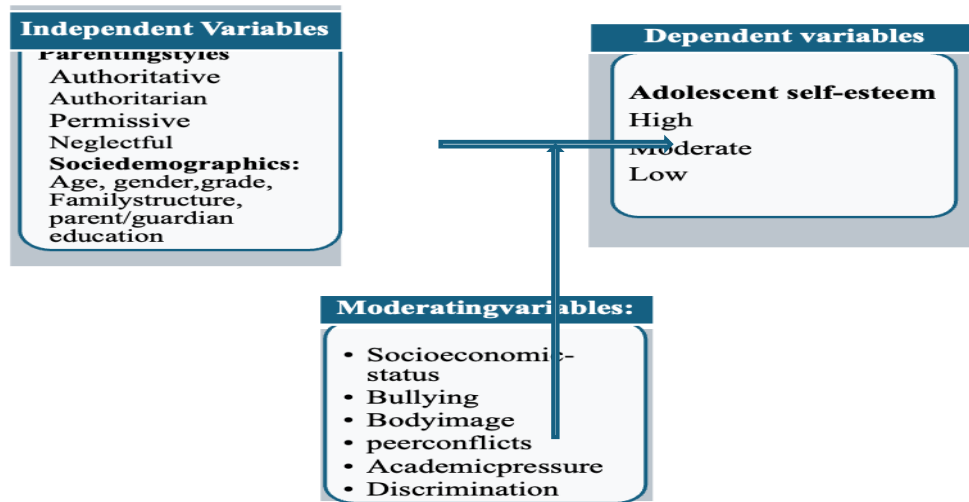 Independent Variables
Parentingstyles
Authoritative
Authoritarian
Permissive
Neglectful
Sociedemographics:
Age, gender,grade,
Familystructure,
parent/guardian
education
Dependent variables
Adolescent self-esteem
High
Moderate
Low
Moderatingvariables:
• Socioeconomic-
status
• Bullying
• Bodyimage
• peerconflicts
• Academicpressure
• Discrimination